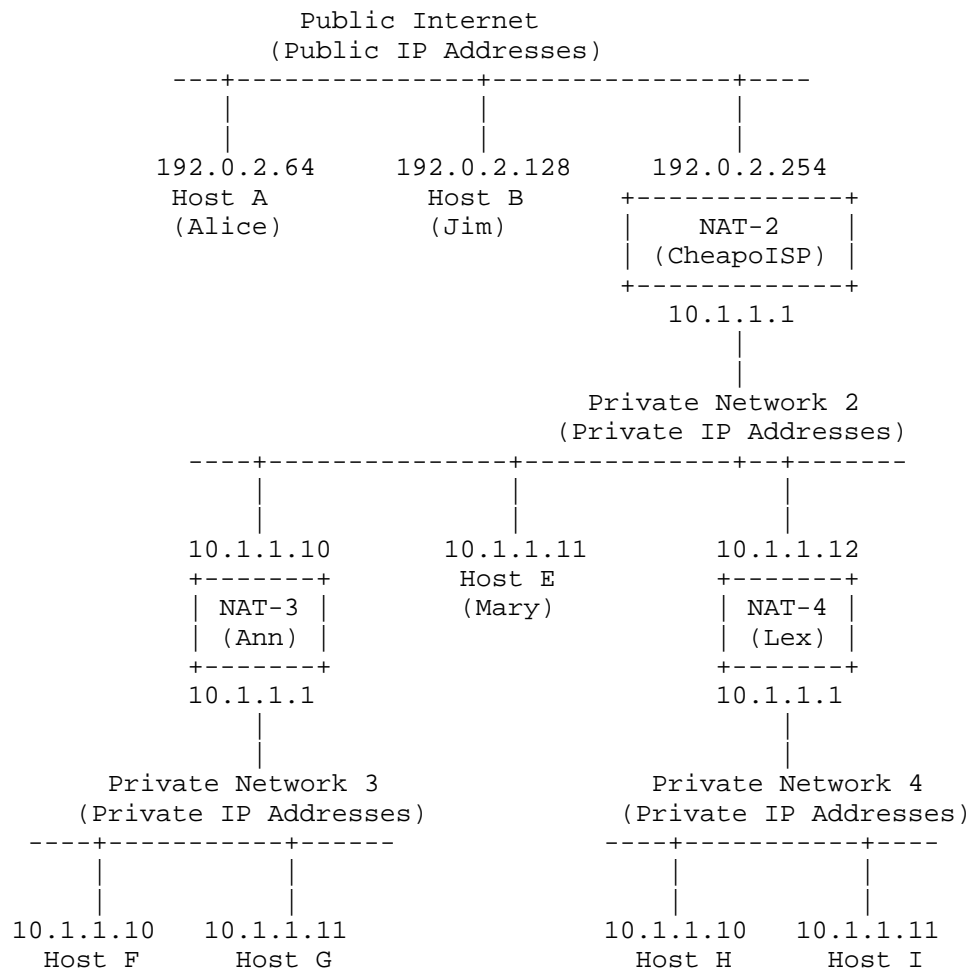 Public Internet
(Public IP Addresses)
---+---------------+---------------+----
|               |               |
|               |               |
192.0.2.64     192.0.2.128     192.0.2.254
Host A          Host B        +-------------+
(Alice)         (Jim)         |    NAT-2    |
| (CheapoISP) |
+-------------+
10.1.1.1
|
|
Private Network 2
(Private IP Addresses)
----+---------------+-------------+--+-------
|               |                |
|               |                |
10.1.1.10       10.1.1.11        10.1.1.12
+-------+        Host E         +-------+
| NAT-3 |        (Mary)         | NAT-4 |
| (Ann) |                       | (Lex) |
+-------+                       +-------+
10.1.1.1                         10.1.1.1
|                                |
|                                |
Private Network 3                Private Network 4
(Private IP Addresses)            (Private IP Addresses)
----+-----------+------             ----+-----------+----
|           |                       |           |
|           |                       |           |
10.1.1.10   10.1.1.11               10.1.1.10   10.1.1.11
Host F      Host G                  Host H      Host I